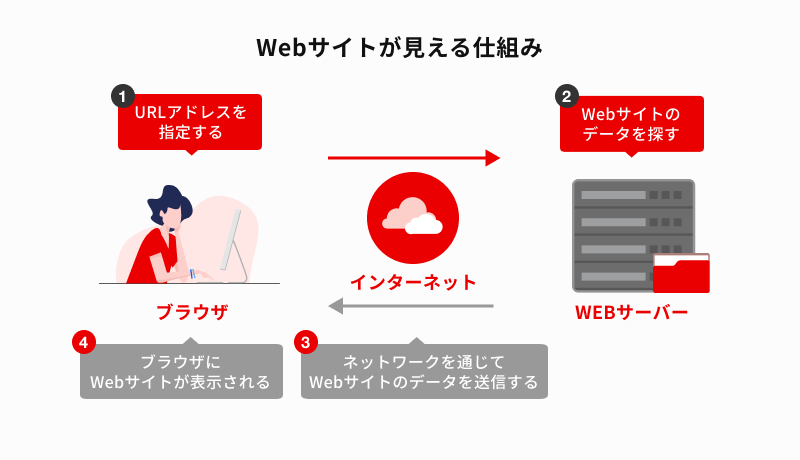 Webサイトが見える仕組み
1
URLアドレスを
指定する
2
Webサイトの
データを探す
インターネット
ブラウザ
WEBサーバー
3
ネットワークを通じて
Webサイトのデータを送信する
4
ブラウザに
Webサイトが表示される